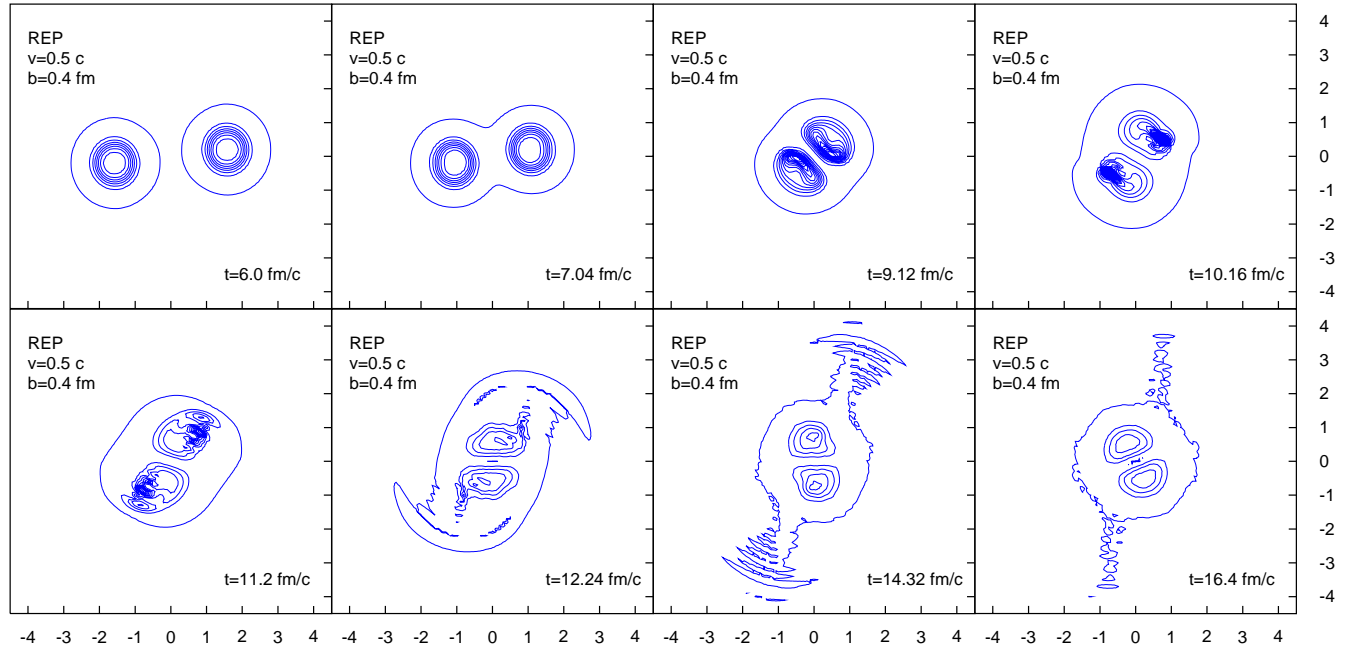 REP
v=0.5 c
b=0.4 fm
t=6.0 fm/c
REP
v=0.5 c
b=0.4 fm
t=7.04 fm/c
REP
v=0.5 c
b=0.4 fm
t=9.12 fm/c
REP
v=0.5 c
b=0.4 fm
t=10.16 fm/c
4
3
2
1
0
-1
-2
-3
-4
REP
v=0.5 c
b=0.4 fm
t=11.2 fm/c
REP
v=0.5 c
b=0.4 fm
t=12.24 fm/c
REP
v=0.5 c
b=0.4 fm
t=14.32 fm/c
REP
v=0.5 c
b=0.4 fm
t=16.4 fm/c
4
3
2
1
0
-1
-2
-3
-4
-4 -3 -2 -1 0 1 2 3 4 -4 -3 -2 -1 0 1 2 3 4 -4 -3 -2 -1 0 1 2 3 4 -4 -3 -2 -1 0 1 2 3 4